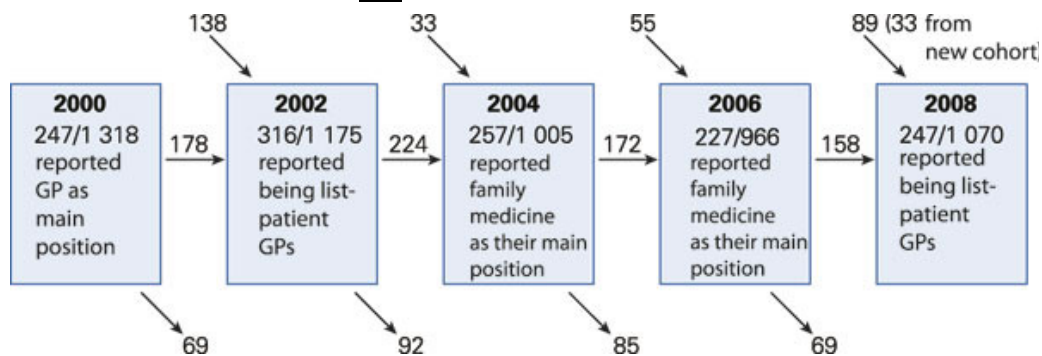 138
33
55
89 (33 from
new cohort)
2000
247/1 318
reported
GP as
main
position
178
2002
316/1 175
reported
being list-
patient
GPs
224
2004
257/1 005
reported
family
medicine
as their main
position
172
2006
227/966
reported
family
medicine
as their main
position
158
2008
247/1 070
reported
being list-
patient
GPs
69
92
85
69